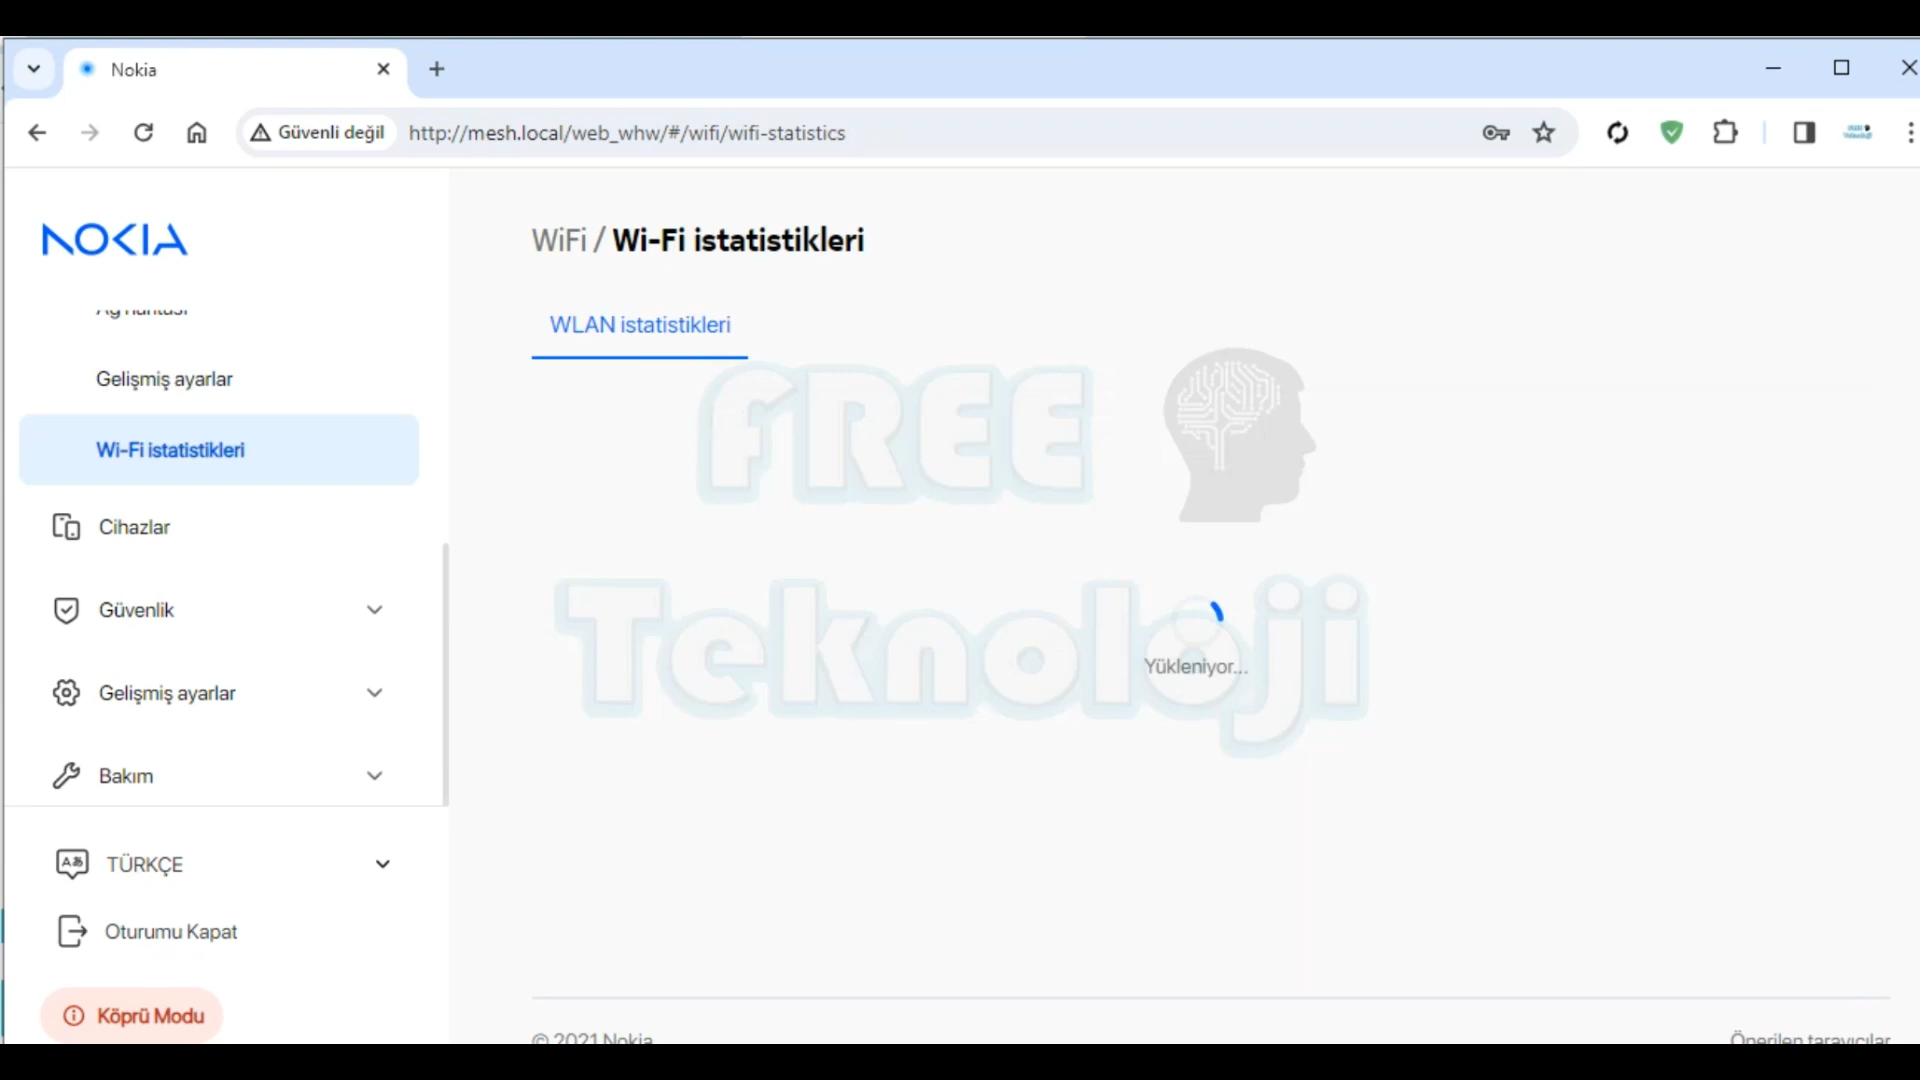 Nokia
Güvenli değil
http://mesh.local/web_whw/#/wifi/wifi-statistics
NOKIA
Ağ haritası
Gelişmiş ayarlar
Wi-Fi istatistikleri
Cihazlar
Güvenlik
Gelişmiş ayarlar
Bakım
TÜRKÇE
Oturumu Kapat
Köprü Modu
WiFi / Wi-Fi istatistikleri
WLAN istatistikleri
FREE
Teknoloji
Yükleniyor...
© 2021 Nokia
Önerilen tarayıcılar